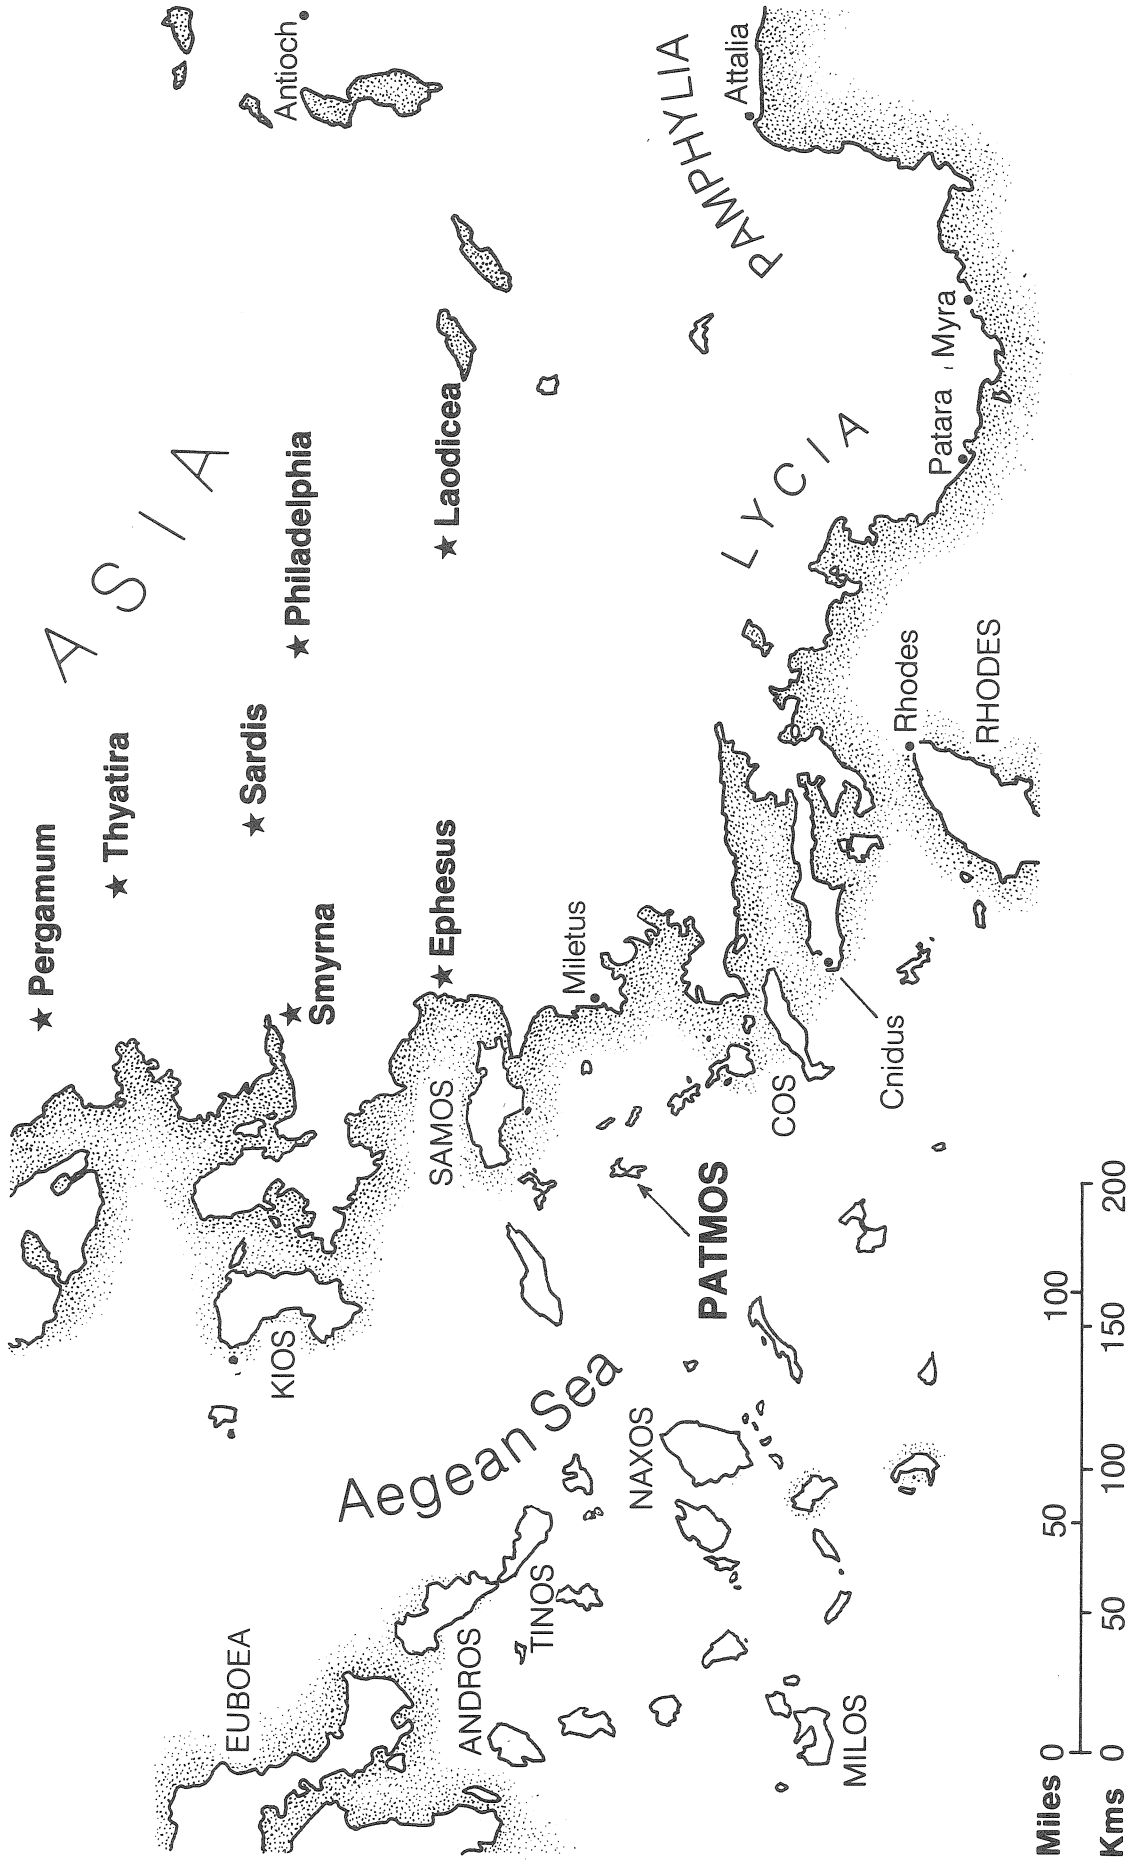 Pergamum
Thyatira
ASIA
Sardis
Smyrna
Philadelphia
Antioch
Ephesus
Laodicea
EUBOEA
KIOS
SAMOS
Aegean Sea
ANDROS
TINOS
Miletus
NAXOS
PATMOS
LYCIA
PAMPHYLIA
Attalia
COS
Cnidus
MILOS
Rhodes
RHODES
Patara
Myra
Miles 0 50 100
Kms 0 50 100 150 200